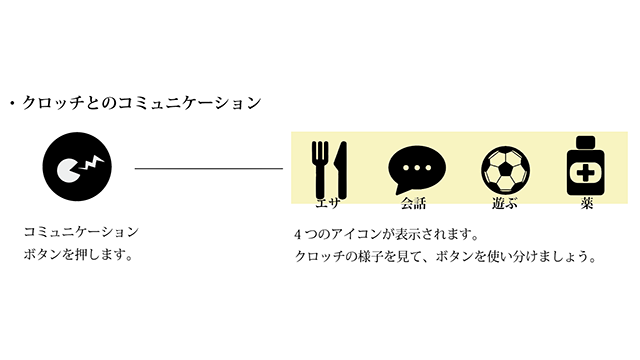 ・クロッチとのコミュニケーション
エサ 会話 遊ぶ 薬
コミュニケーション
ボタンを押します。
4つのアイコンが表示されます。
クロッチの様子を見て、ボタンを使い分けましょう。